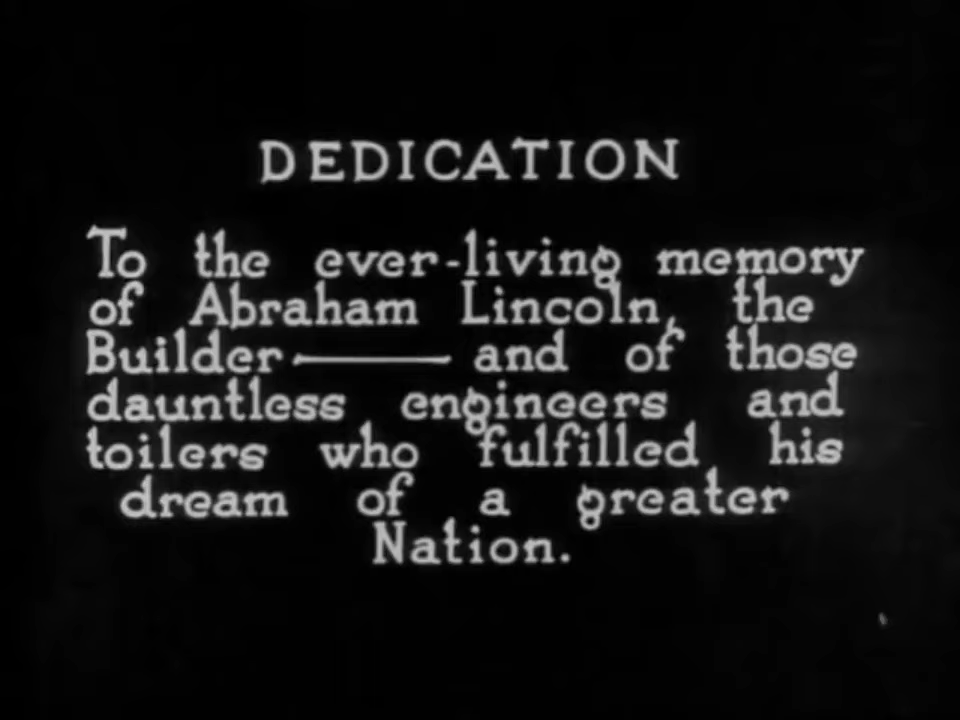 DEDICATION
To the ever-living memory
of Abraham Lincoln, the
Builder—— and of those
dauntless engineers and
toilers who fulfilled his
dream of a greater
Nation.